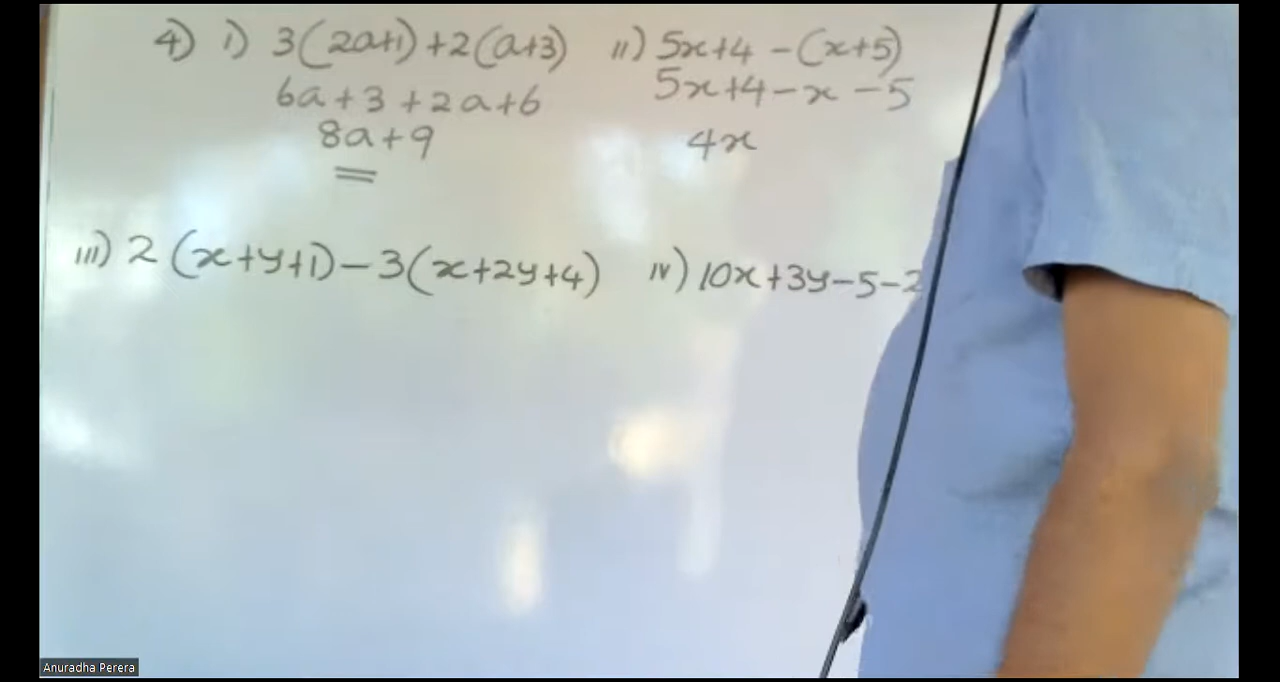 4) i) 3(2a+1)+2(a+3)
6a+3+2a+6
8a+9
ii) 5x+4-(x+5)
5x+4-x-5
4x
iii) 2(x+y+1)-3(x+2y+4)
iv) 10x+3y-5-2
Anuradha Perera